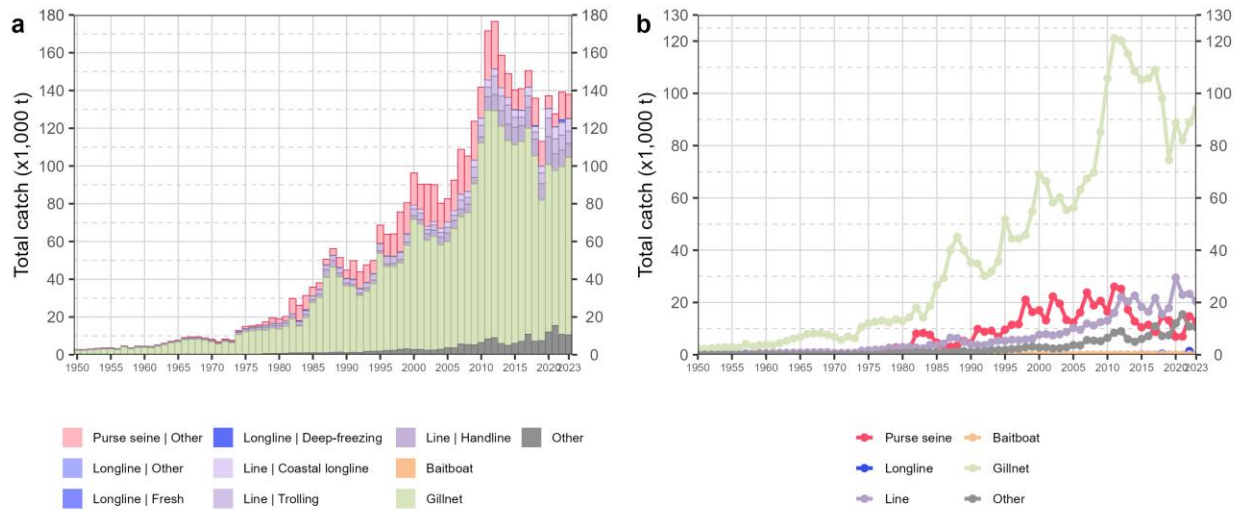 a
b
Total catch (x1,000 t)
180
160
140
120
100
80
60
40
20
0
180
160
140
120
100
80
60
40
20
0
1950 1955 1960 1965 1970 1975 1980 1985 1990 1995 2000 2005 2010 2015 2020 2023
Total catch (x1,000 t)
130
120
100
80
60
40
20
0
130
120
100
80
60
40
20
0
1950 1955 1960 1965 1970 1975 1980 1985 1990 1995 2000 2005 2010 2015 2020 2023
Purse seine | Other
Longline | Other
Longline | Fresh
Longline | Deep-freezing
Line | Coastal longline
Line | Trolling
Line | Handline
Baitboat
Gillnet
Other
Purse seine
Longline
Line
Baitboat
Gillnet
Other